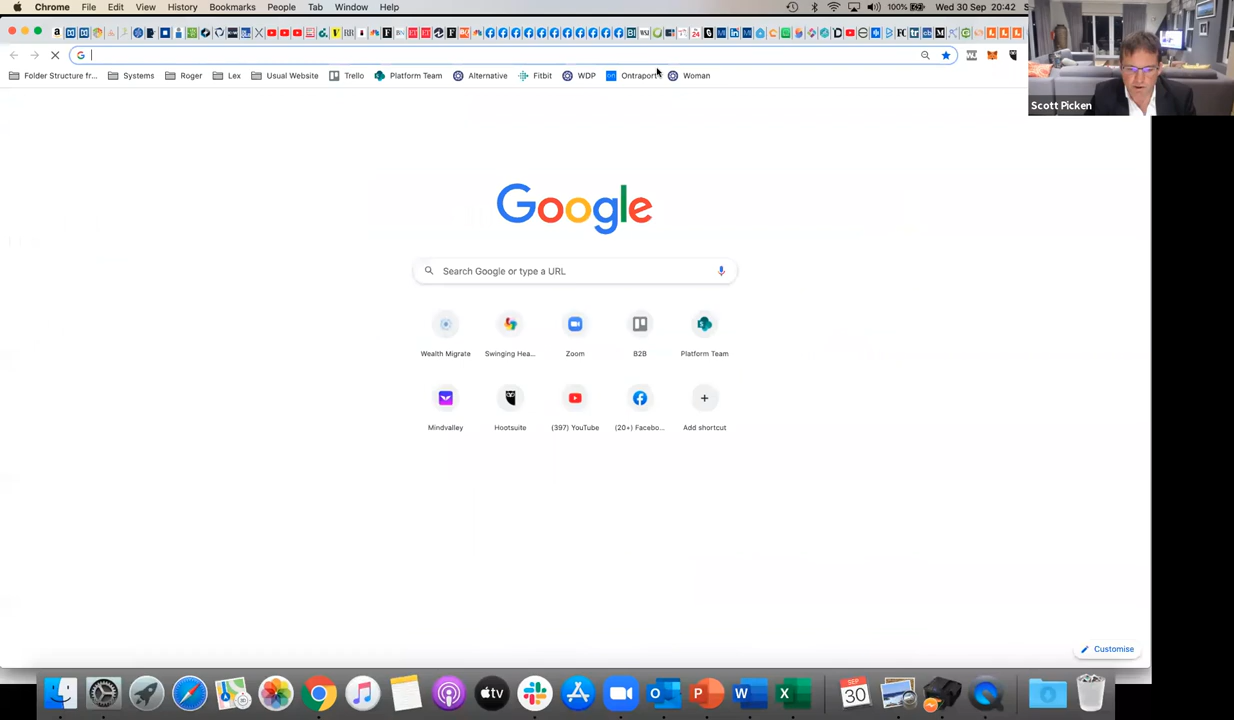 Chrome File Edit View History Bookmarks People Tab Window Help 100% Wed 30 Sep 20:42
Folder Structure fr... Systems Roger Lex Usual Website Trello Platform Team Alternative Fitbit WDP Ontraport Woman
Scott Picken
Google
Search Google or type a URL
Wealth Migrate Swinging Hea... Zoom B2B Platform Team
Mindvalley Hootsuite (397) YouTube (20+) Facebo... Add shortcut
Customise
SEP
30